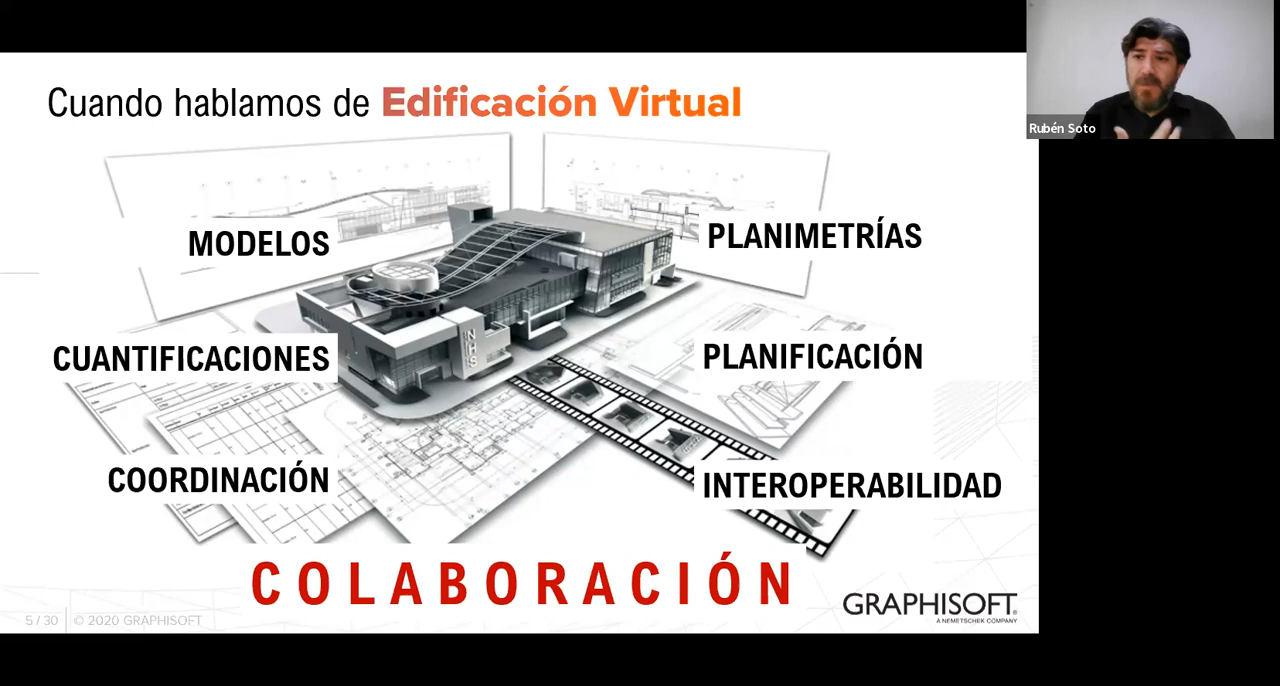 Cuando hablamos de Edificación Virtual
MODELOS
PLANIMETRÍAS
CUANTIFICACIONES
PLANIFICACIÓN
COORDINACIÓN
INTEROPERABILIDAD
COLABORACIÓN
NHS
GRAPHISOFT®
A NEMETSCHEK COMPANY
5 / 30 © 2020 GRAPHISOFT
Rubén Soto